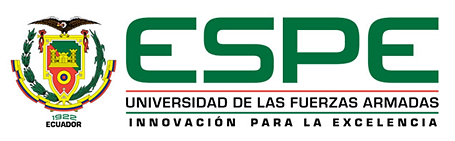 1922
ECUADOR
ESPE
UNIVERSIDAD DE LAS FUERZAS ARMADAS
INNOVACIÓN PARA LA EXCELENCIA